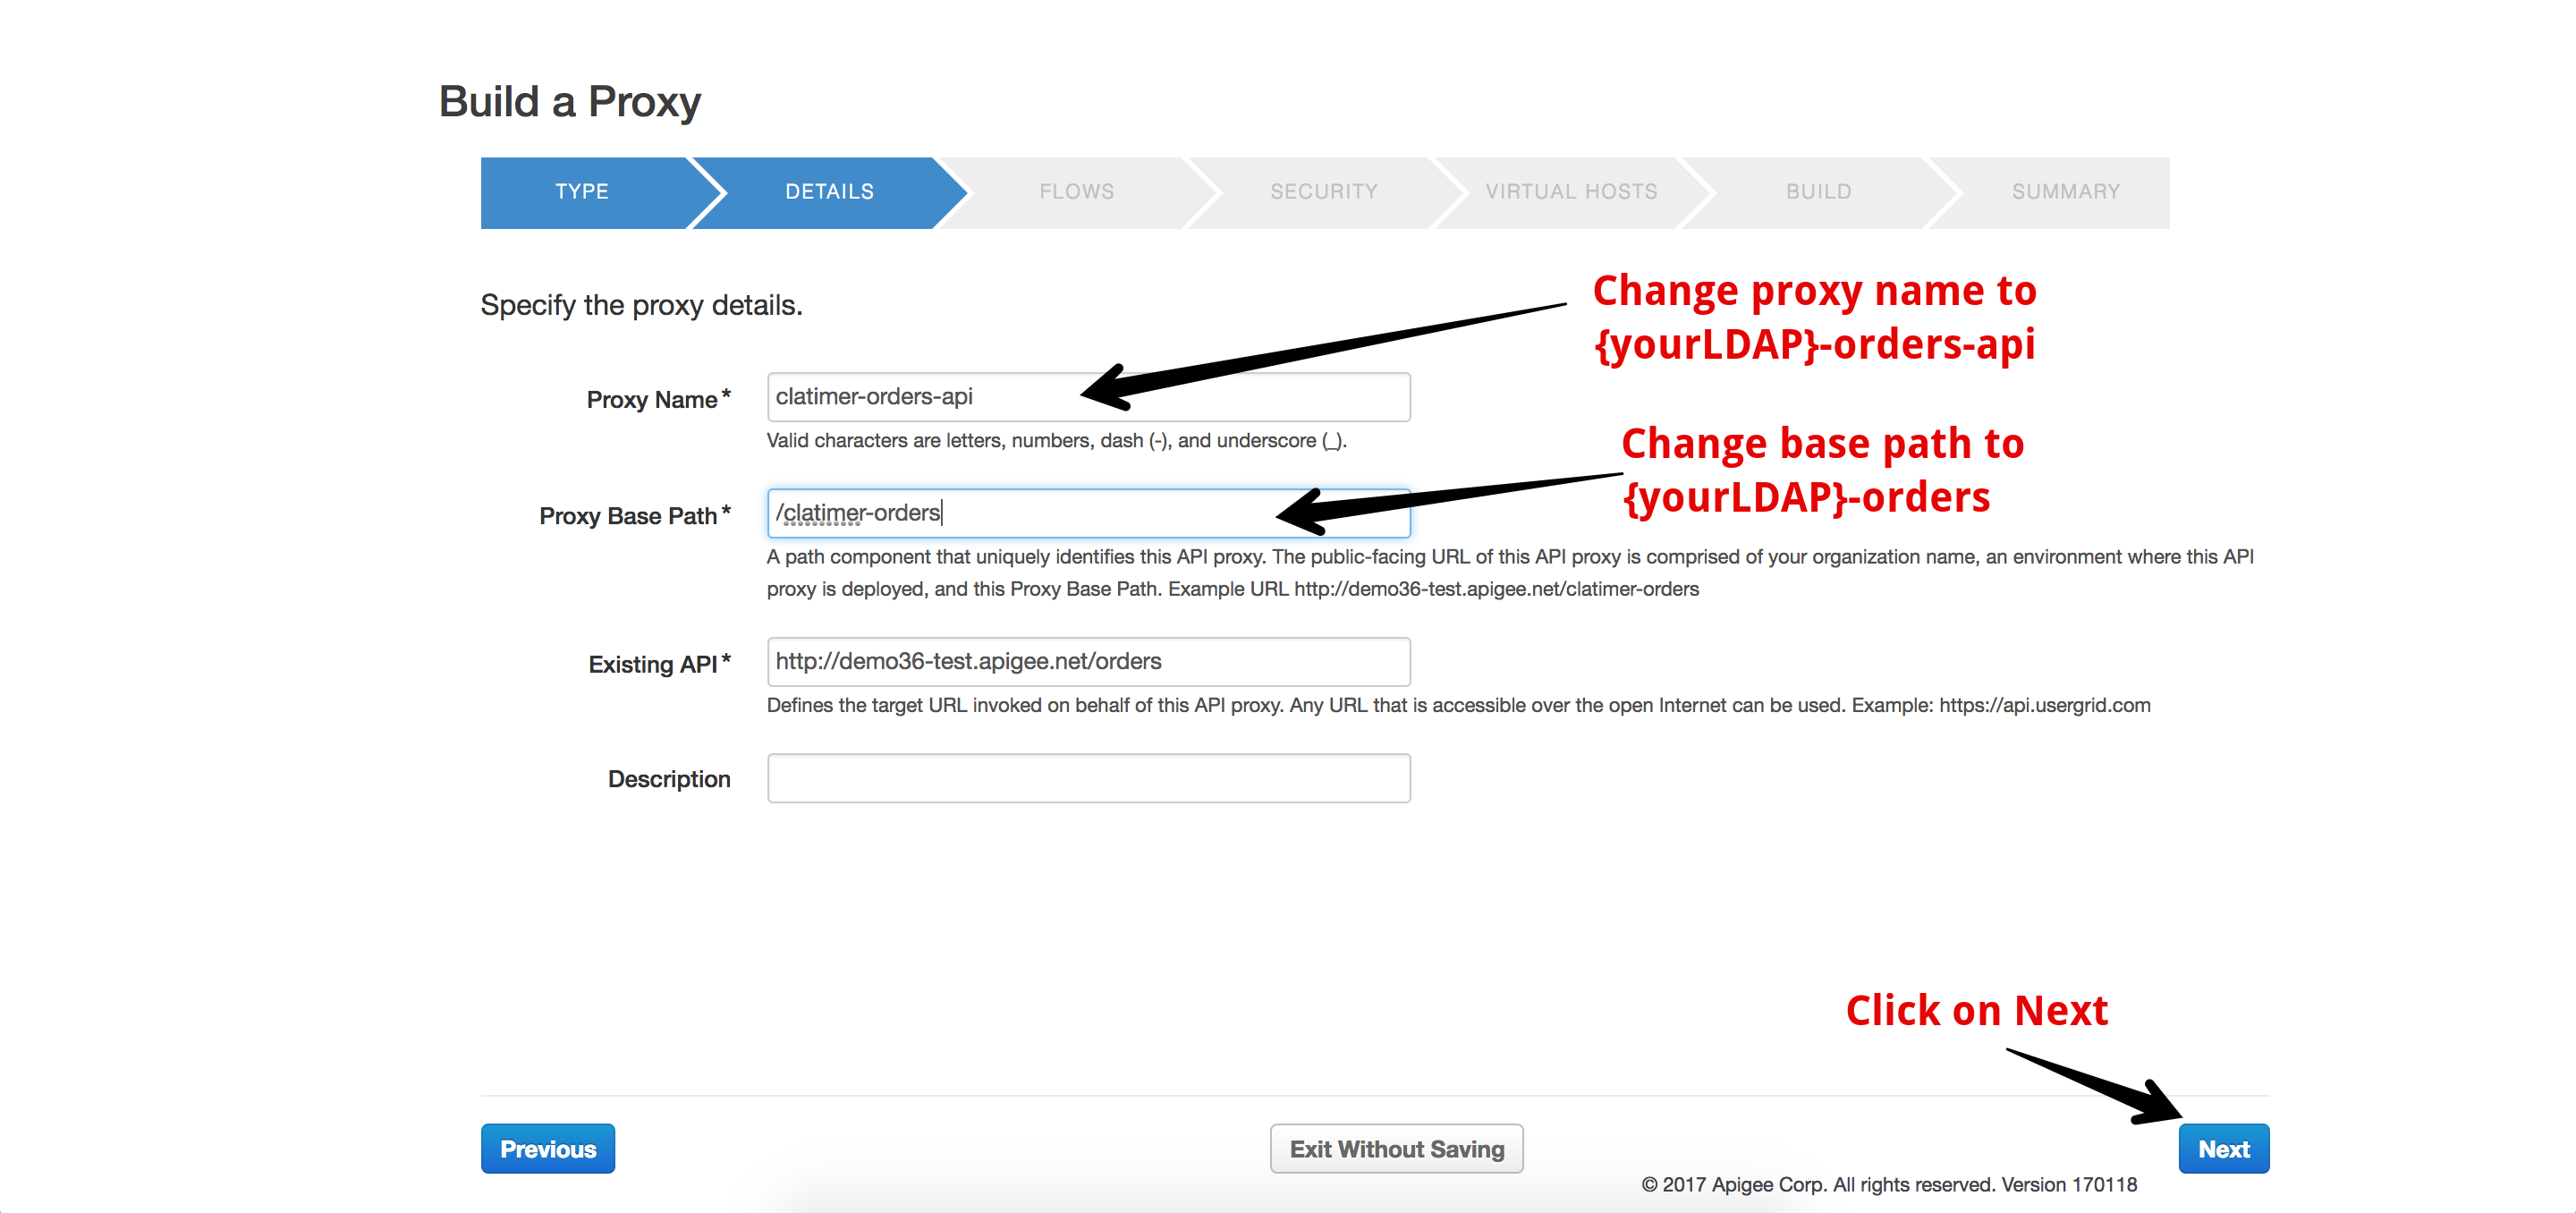 Build a Proxy
TYPE
DETAILS
FLOWS
SECURITY
VIRTUAL HOSTS
BUILD
SUMMARY
Specify the proxy details.
Change proxy name to
{yourLDAP}-orders-api
Proxy Name*
clatimer-orders-api
Valid characters are letters, numbers, dash (-), and underscore (_).
Change base path to
{yourLDAP}-orders
Proxy Base Path*
/clatimer-orders
A path component that uniquely identifies this API proxy. The public-facing URL of this API proxy is comprised of your organization name, an environment where this API
proxy is deployed, and this Proxy Base Path. Example URL http://demo36-test.apigee.net/clatimer-orders
Existing API*
http://demo36-test.apigee.net/orders
Defines the target URL invoked on behalf of this API proxy. Any URL that is accessible over the open Internet can be used. Example: https://api.usergrid.com
Description
Click on Next
Previous
Exit Without Saving
Next
© 2017 Apigee Corp. All rights reserved. Version 170118